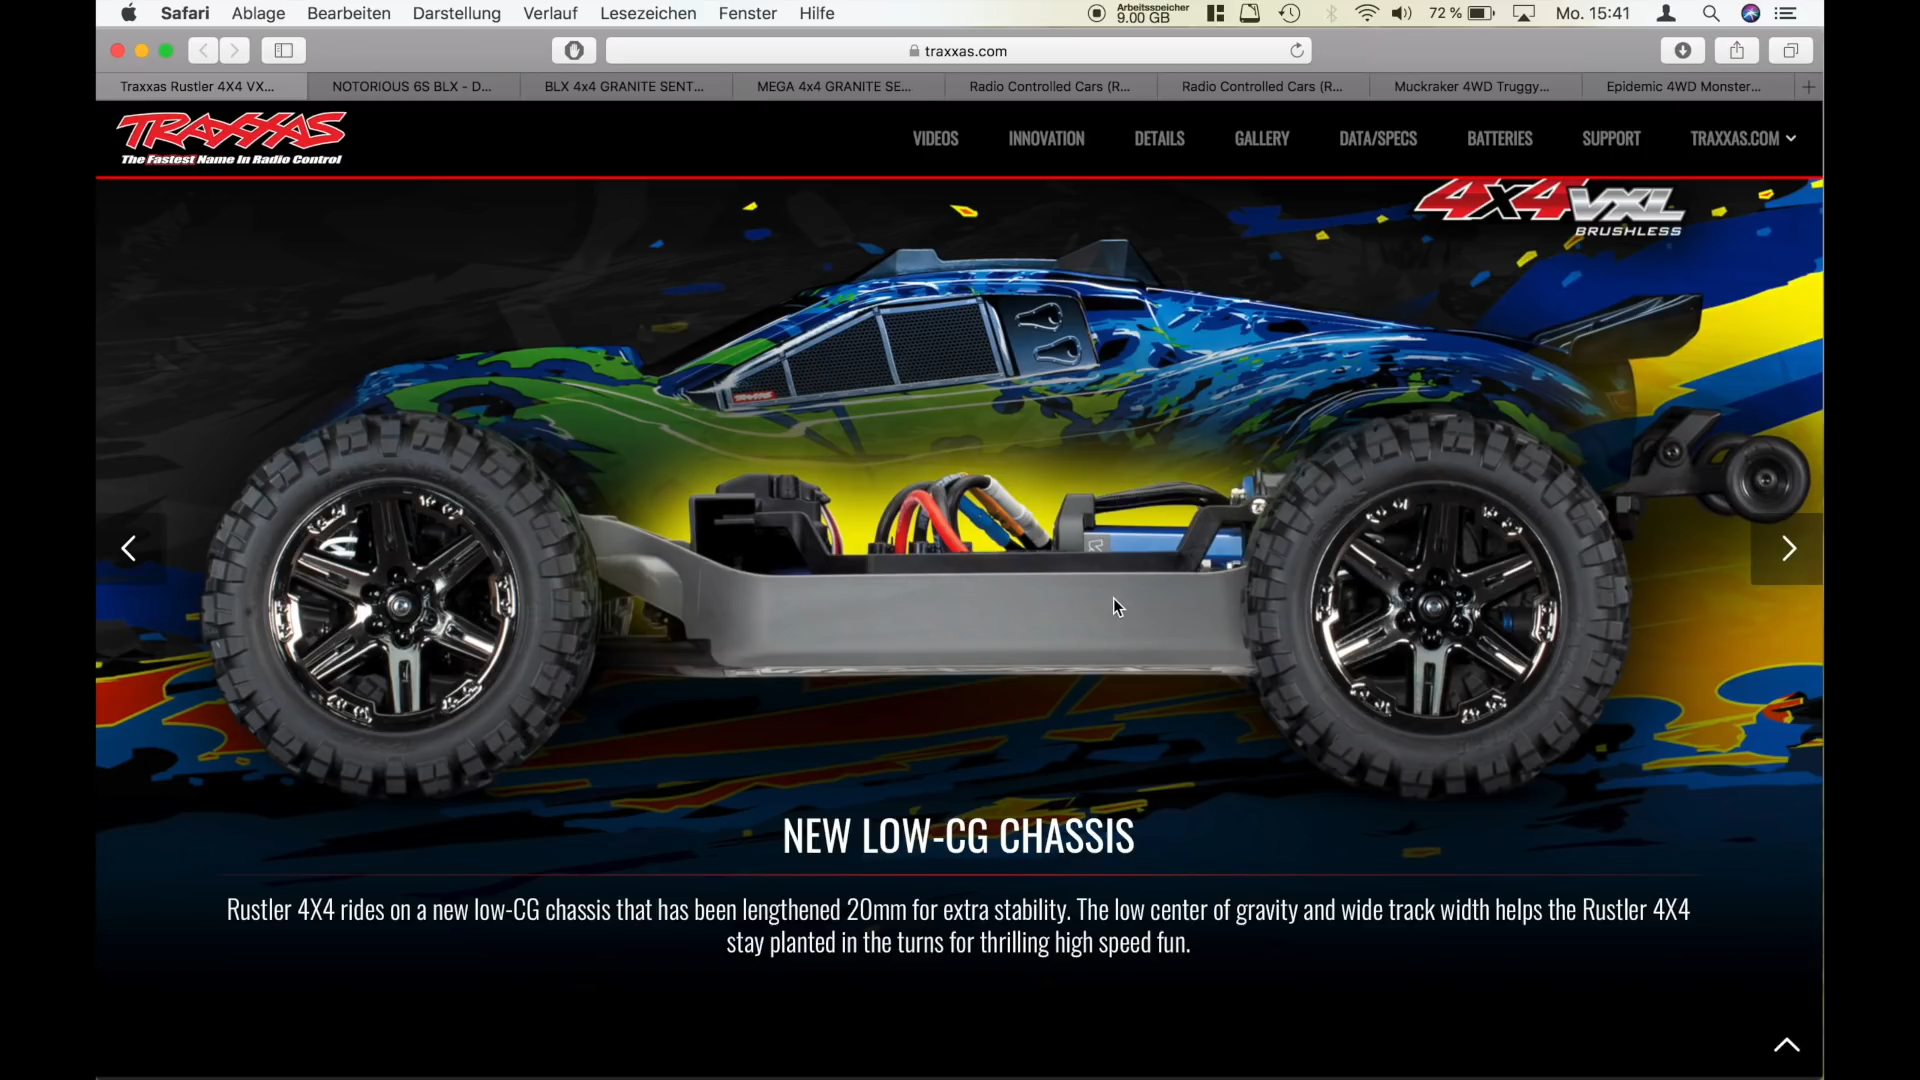 Safari Ablage Bearbeiten Darstellung Verlauf Lesezeichen Fenster Hilfe Arbeitsspeicher 9.00 GB 72 % Mo. 15:41
traxxas.com
Traxxas Rustler 4X4 VX... NOTORIOUS 6S BLX - D... BLX 4x4 GRANITE SENT... MEGA 4x4 GRANITE SE... Radio Controlled Cars (R... Radio Controlled Cars (R... Muckraker 4WD Truggy... Epidemic 4WD Monster...
TRAXXAS
The Fastest Name In Radio Control
VIDEOS INNOVATION DETAILS GALLERY DATA/SPECS BATTERIES SUPPORT TRAXXAS.COM
4X4 VXL
BRUSHLESS
TRAXXAS
NEW LOW-CG CHASSIS
Rustler 4X4 rides on a new low-CG chassis that has been lengthened 20mm for extra stability. The low center of gravity and wide track width helps the Rustler 4X4
stay planted in the turns for thrilling high speed fun.